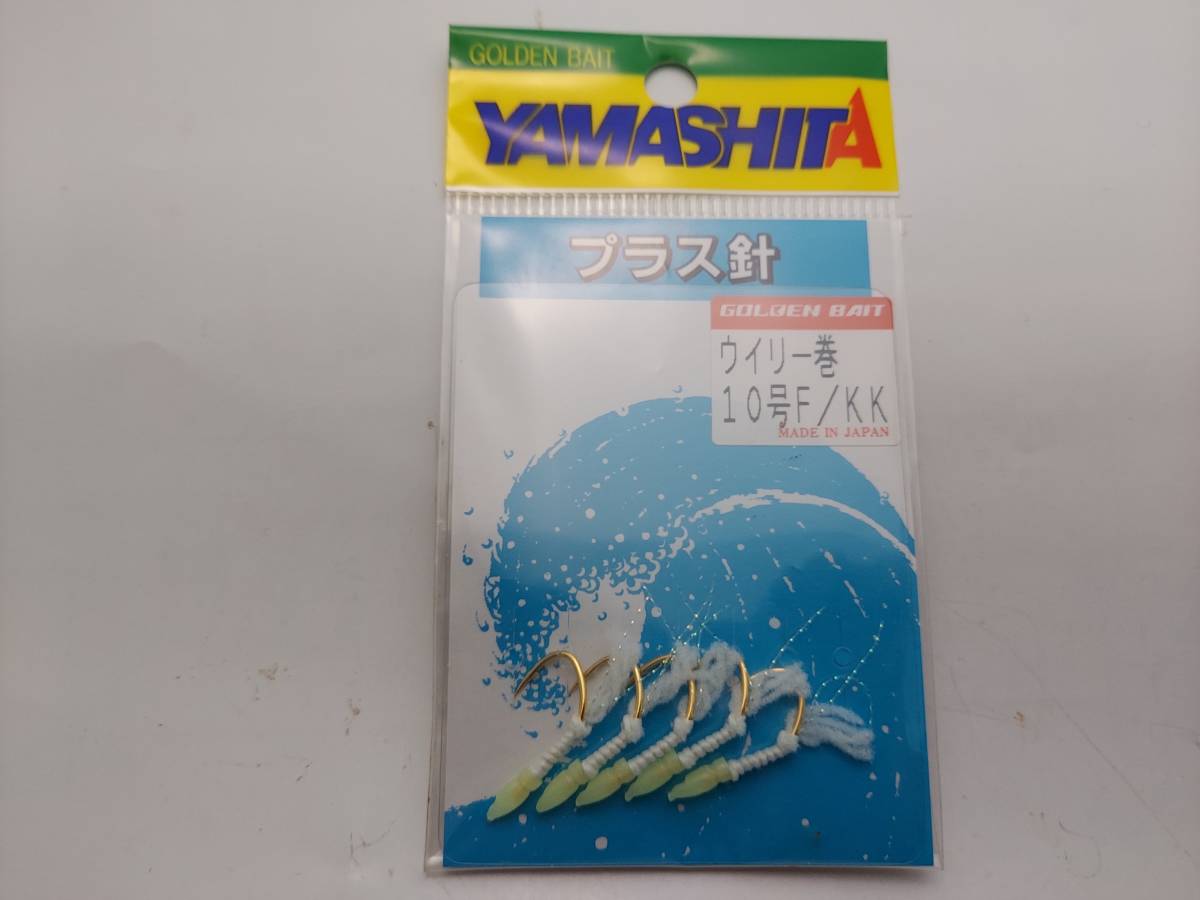 GOLDEN BAIT
YAMASHITA
プラス針
GOLDEN BAIT
ウイリー巻
10号F/KK
MADE IN JAPAN